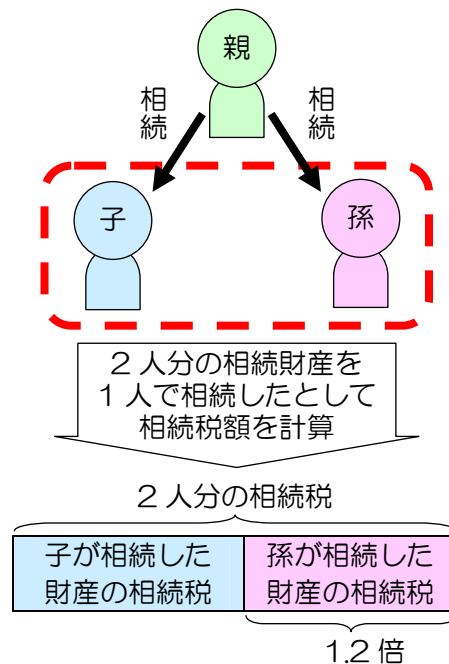 親
相続
相続
子
孫
２人分の相続財産を
１人で相続したとして
相続税額を計算
２人分の相続税
子が相続した
財産の相続税
孫が相続した
財産の相続税
1.2 倍